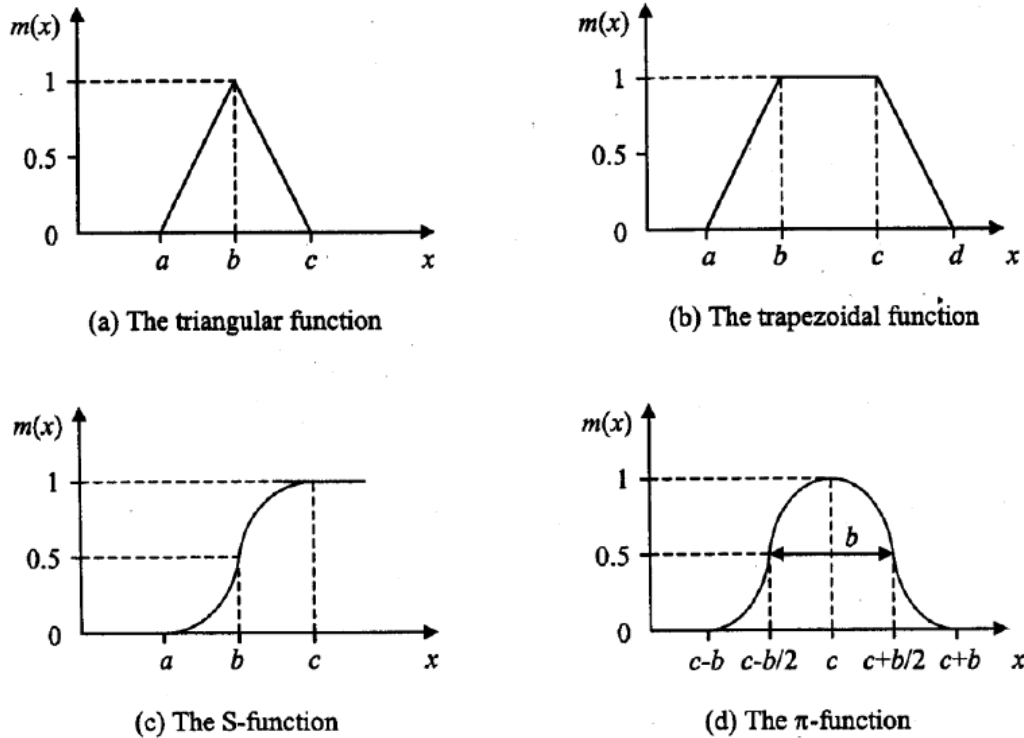 m(x)
1
0.5
0
a b c x
(a) The triangular function
m(x)
1
0.5
0
a b c d x
(b) The trapezoidal function
m(x)
1
0.5
0
a b c x
(c) The S-function
m(x)
1
0.5
b
0
c-b c-b/2 c c+b/2 c+b x
(d) The π-function